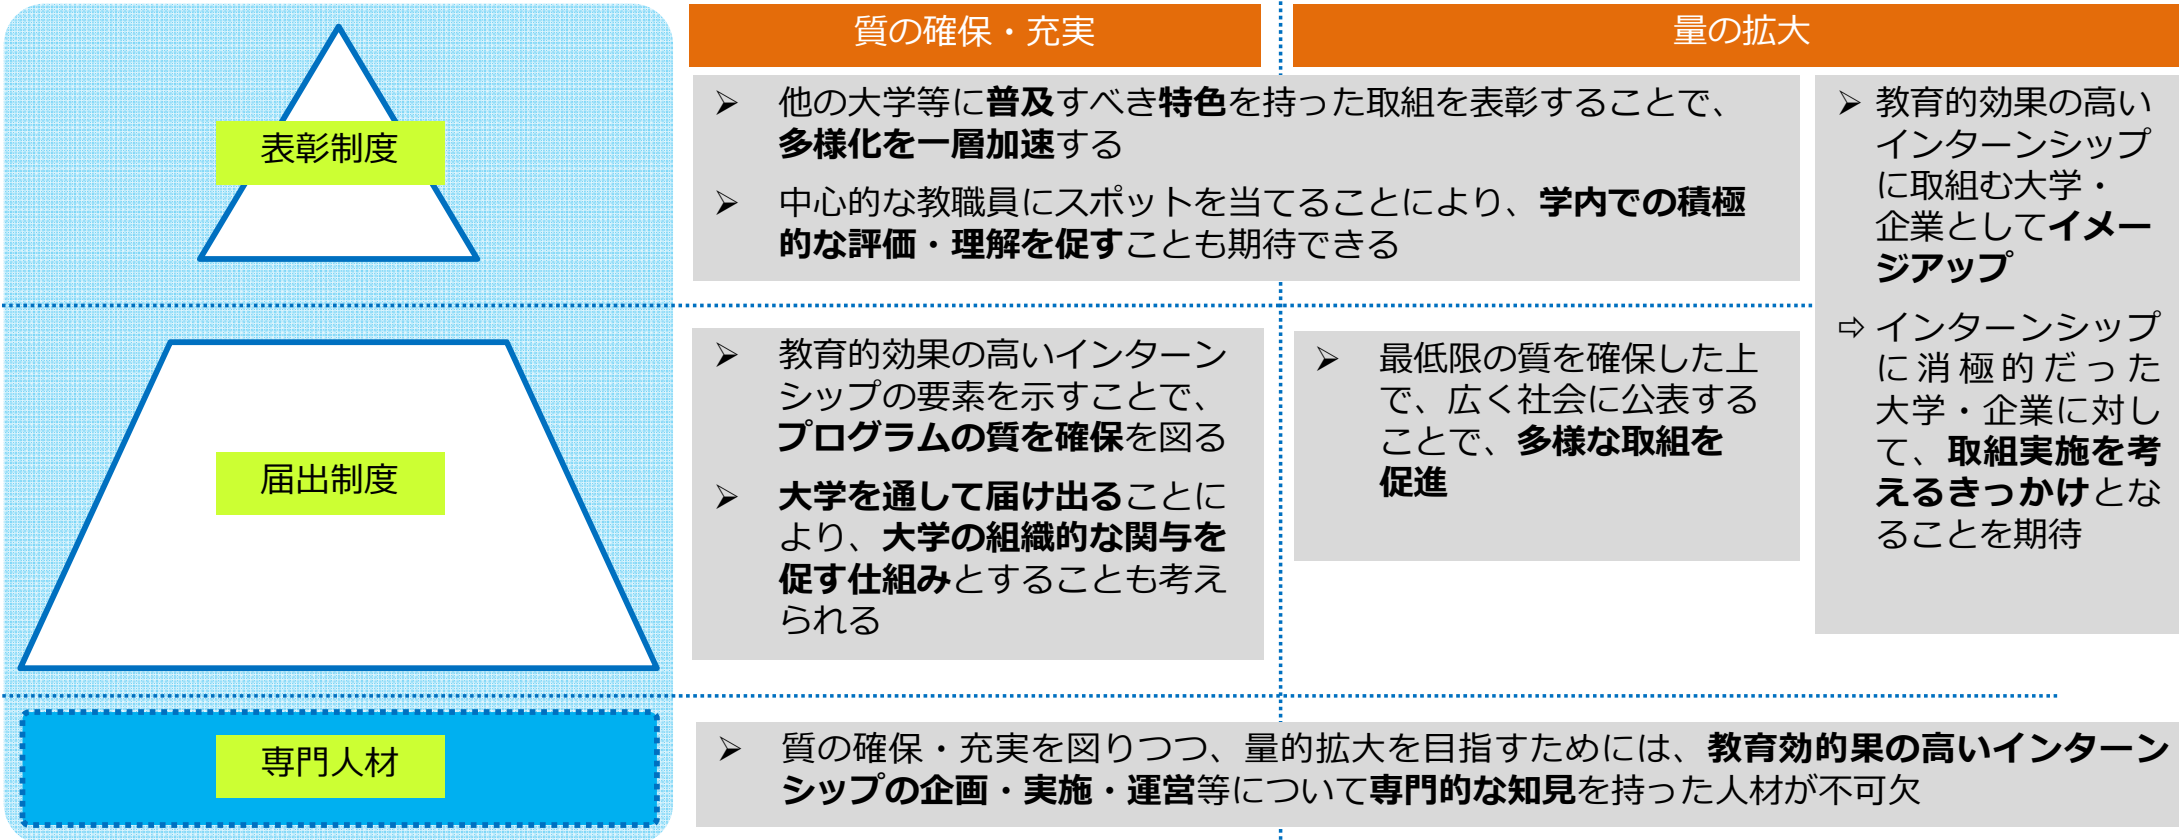 質の確保・充実
量の拡大
表彰制度
➢ 他の大学等に普及すべき特色を持った取組を表彰することで、
多様化を一層加速する
➢ 中心的な教職員にスポットを当てることにより、学内での積極
的な評価・理解を促すことも期待できる
➢ 教育的効果の高い
インターンシップ
に取組む大学・
企業としてイメー
ジアップ
⇨ インターンシップ
に消極的だった
大学・企業に対し
て、取組実施を考
えるきっかけとな
ることを期待
届出制度
➢ 教育的効果の高いインターン
シップの要素を示すことで、
プログラムの質を確保を図る
➢ 大学を通して届け出ることに
より、大学の組織的な関与を
促す仕組みとすることも考え
られる
➢ 最低限の質を確保した上
で、広く社会に公表する
ことで、多様な取組を
促進
専門人材
➢ 質の確保・充実を図りつつ、量的拡大を目指すためには、教育効的果の高いインターン
シップの企画・実施・運営等について専門的な知見を持った人材が不可欠